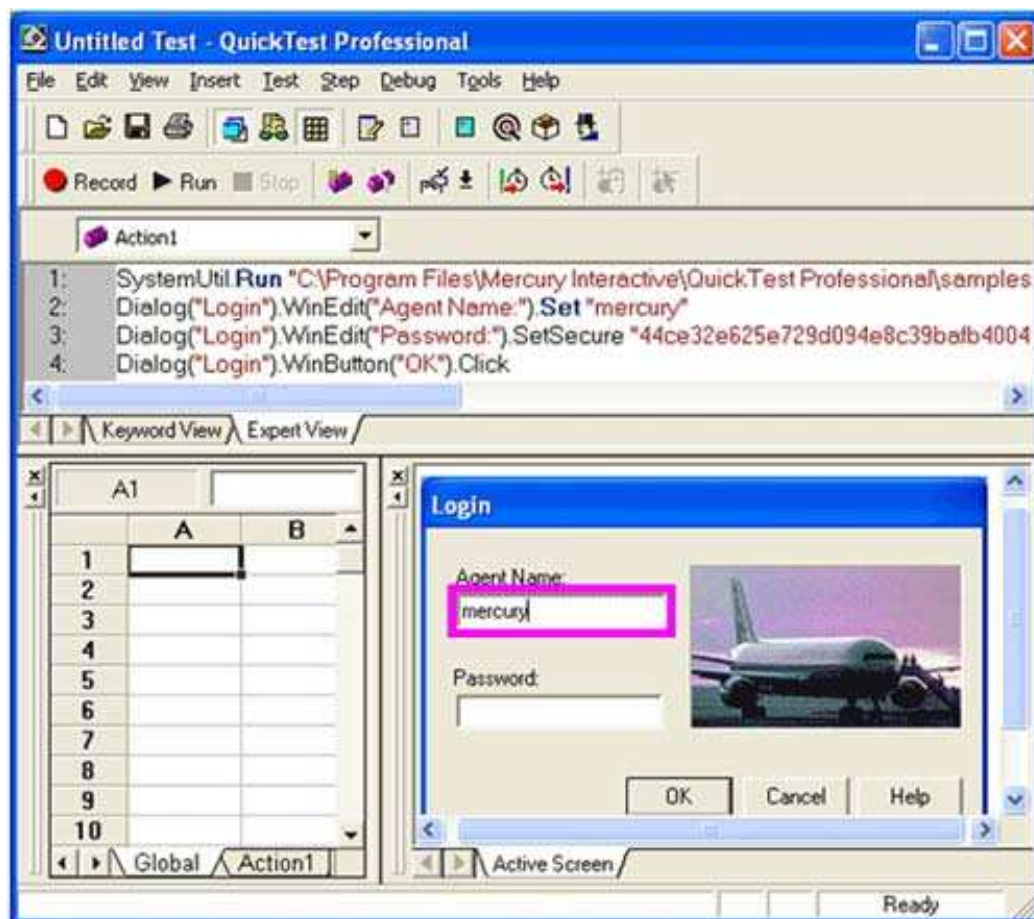 Untitled Test - QuickTest Professional
File Edit View Insert Test Step Debug Tools Help
Record Run Stop
Action1
1: SystemUtil.Run "C:\Program Files\Mercury Interactive\QuickTest Professional\samples
2: Dialog("Login").WinEdit("Agent Name:").Set "mercury"
3: Dialog("Login").WinEdit("Password:").SetSecure "44ce32e625e729d094e8c39bafb4004
4: Dialog("Login").WinButton("OK").Click
Keyword View Expert View
A1
A B
1
2
3
4
5
6
7
8
9
10
Global Action1
Login
Agent Name:
mercury
Password:
OK Cancel Help
Active Screen
Ready